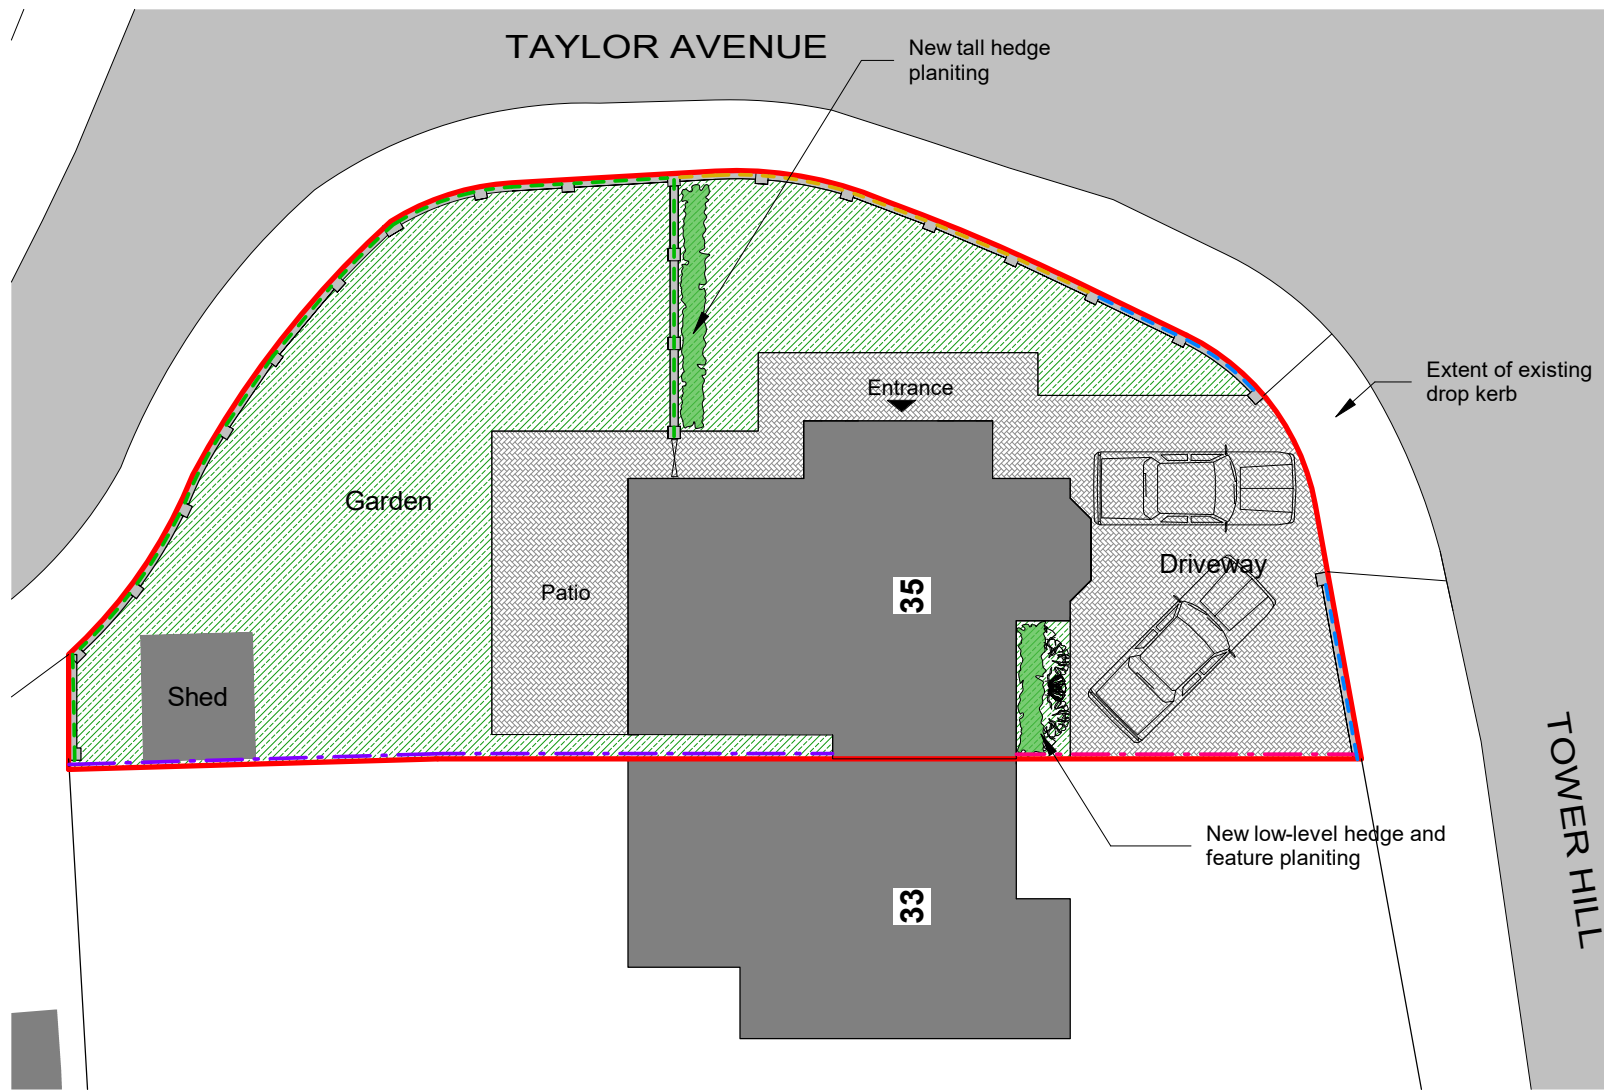 TAYLOR AVENUE
New tall hedge
planiting
Entrance
Extent of existing
drop kerb
Garden
Driveway
Patio
35
Shed
TOWER HILL
New low-level hedge and
feature planiting
33